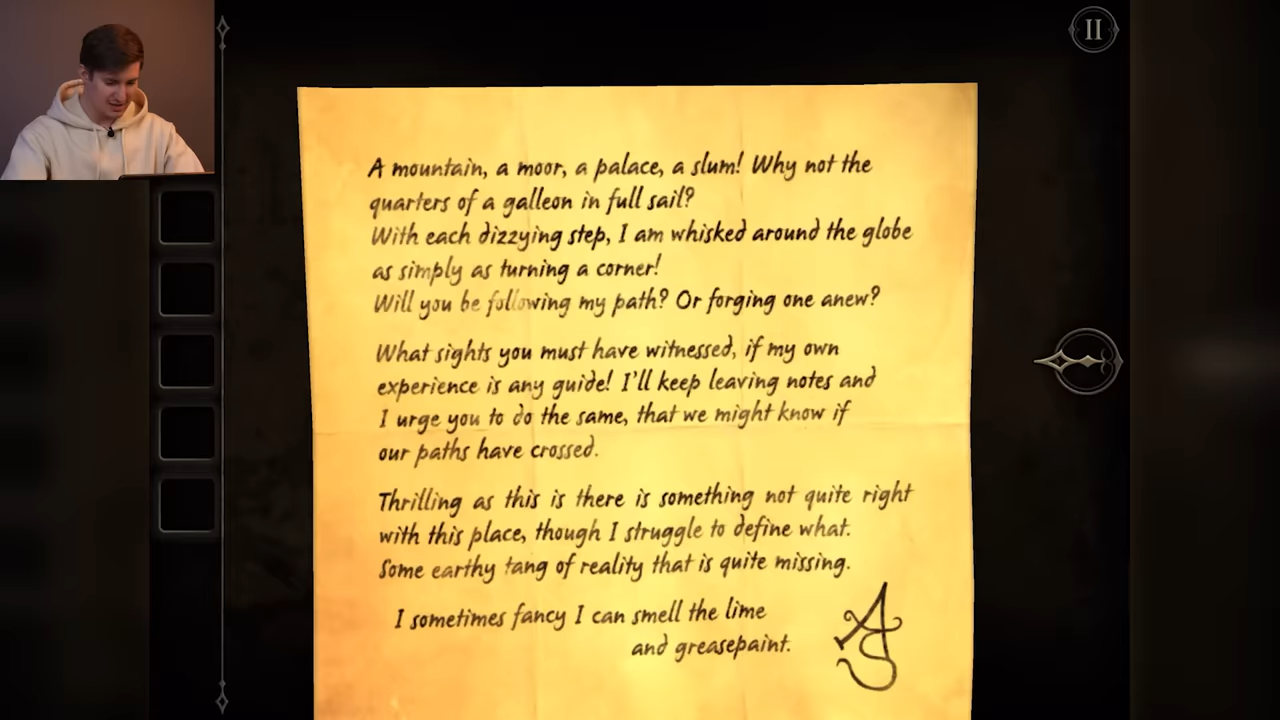 II
A mountain, a moor, a palace, a slum! Why not the
quarters of a galleon in full sail?
With each dizzying step, I am whisked around the globe
as simply as turning a corner!
Will you be following my path? Or forging one anew?
What sights you must have witnessed, if my own
experience is any guide! I'll keep leaving notes and
I urge you to do the same, that we might know if
our paths have crossed.
Thrilling as this is there is something not quite right
with this place, though I struggle to define what.
Some earthy tang of reality that is quite missing.
I sometimes fancy I can smell the lime
and greasepaint.
AS